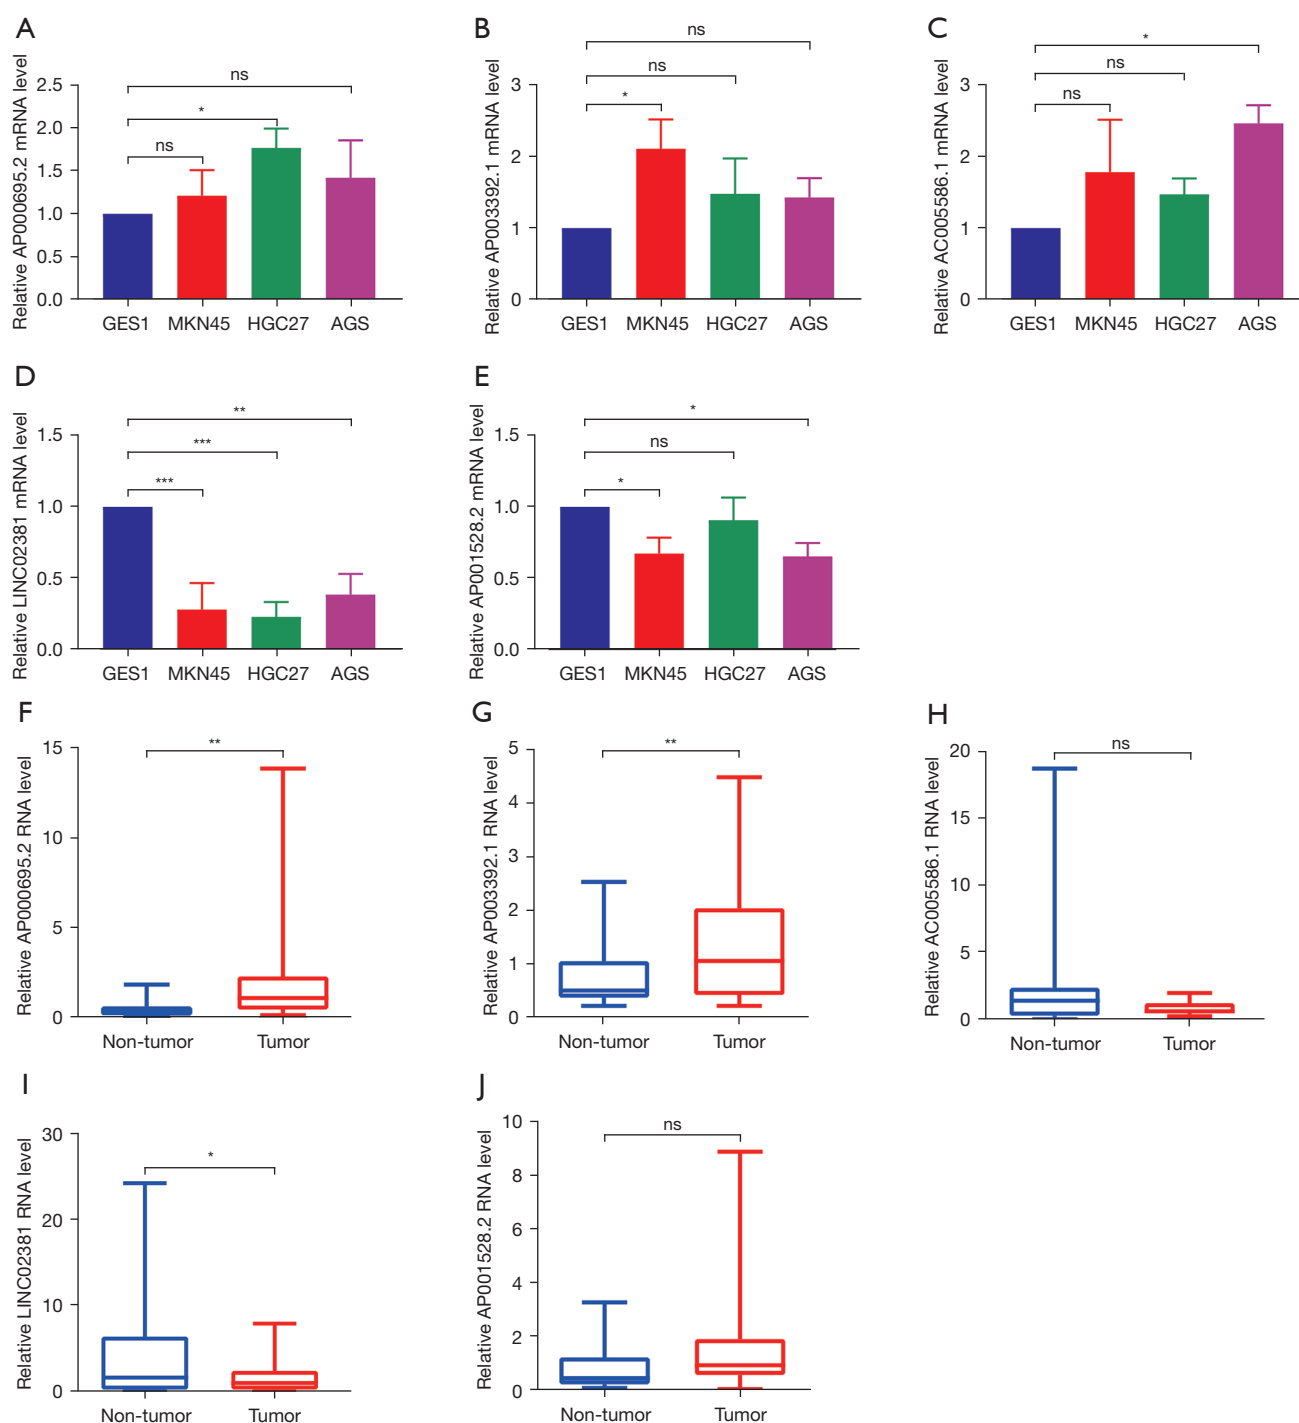 A
Relative AP000695.2 mRNA level
2.5
2.0
1.5
1.0
0.5
0.0
ns
*
ns
GES1 MKN45 HGC27 AGS
B
Relative AP003392.1 mRNA level
3
2
1
0
ns
ns
*
GES1 MKN45 HGC27 AGS
C
Relative AC005586.1 mRNA level
3
2
1
0
*
ns
ns
GES1 MKN45 HGC27 AGS
D
Relative LINC02381 mRNA level
1.5
1.0
0.5
0.0
**
***
***
GES1 MKN45 HGC27 AGS
E
Relative AP001528.2 mRNA level
1.5
1.0
0.5
0.0
*
ns
*
GES1 MKN45 HGC27 AGS
F
Relative AP000695.2 RNA level
15
10
5
0
**
Non-tumor Tumor
G
Relative AP003392.1 RNA level
5
4
3
2
1
0
**
Non-tumor Tumor
H
Relative AC005586.1 RNA level
20
15
10
5
0
ns
Non-tumor Tumor
I
Relative LINC02381 RNA level
30
20
10
0
*
Non-tumor Tumor
J
Relative AP001528.2 RNA level
10
8
6
4
2
0
ns
Non-tumor Tumor